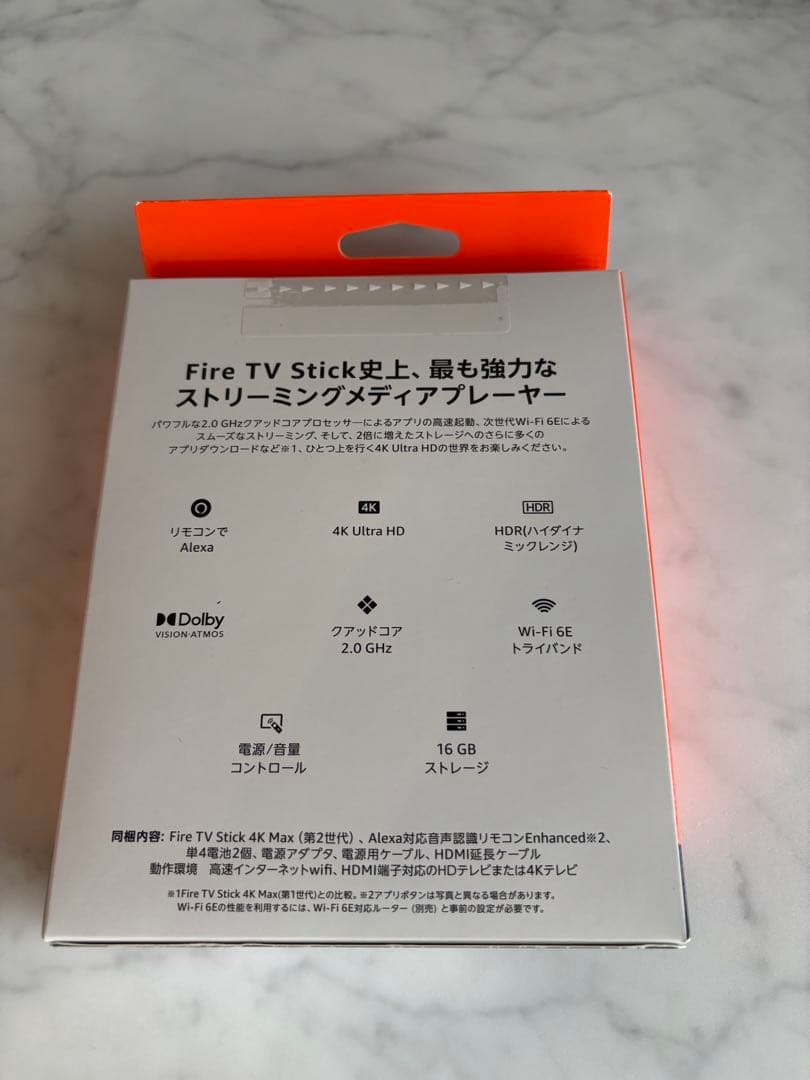 Fire TV Stick史上、最も強力な
ストリーミングメディアプレーヤー
パワフルな2.0 GHzクアッドコアプロセッサーによるアプリの高速起動、次世代Wi-Fi 6Eによる
スムーズなストリーミング、そして、2倍に増えたストレージへのさらに多くの
アプリダウンロードなど※1、ひとつ上を行く4K Ultra HDの世界をお楽しみください。
リモコンで
Alexa
4K
4K Ultra HD
HDR
HDR(ハイダイナ
ミックレンジ)
Dolby
VISION·ATMOS
クアッドコア
2.0 GHz
Wi-Fi 6E
トライバンド
電源/音量
コントロール
16 GB
ストレージ
同梱内容: Fire TV Stick 4K Max（第2世代）、Alexa対応音声認識リモコンEnhanced※2、
単4電池2個、電源アダプタ、電源用ケーブル、HDMI延長ケーブル
動作環境　高速インターネットwifi、HDMI端子対応のHDテレビまたは4Kテレビ
※1Fire TV Stick 4K Max(第1世代)との比較。※2アプリボタンは写真と異なる場合があります。
Wi-Fi 6Eの性能を利用するには、Wi-Fi 6E対応ルーター (別売) と事前の設定が必要です。